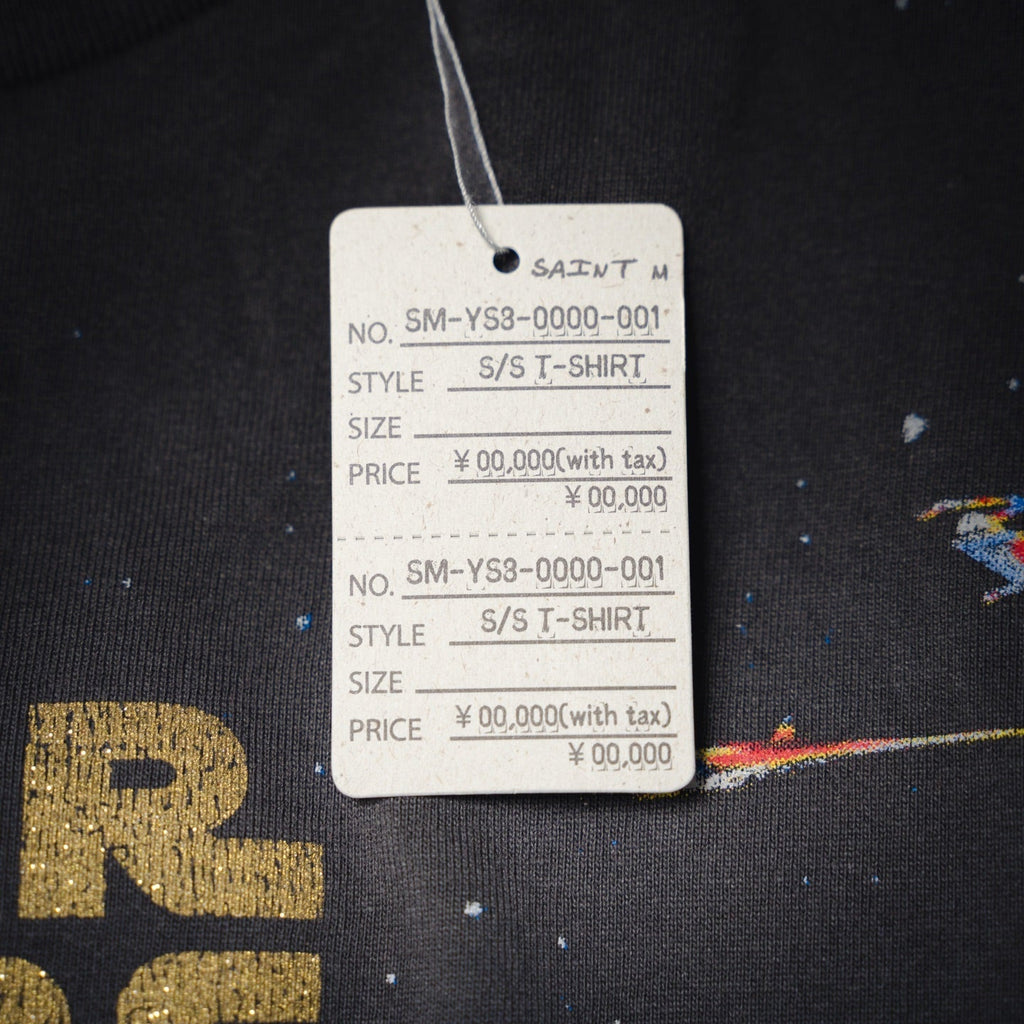 SAINT M
NO. SM-YS3-0000-001
STYLE S/S T-SHIRT
SIZE
PRICE ¥00,000(with tax)
¥00,000
NO. SM-YS3-0000-001
STYLE S/S T-SHIRT
SIZE
PRICE ¥00,000(with tax)
¥00,000
R